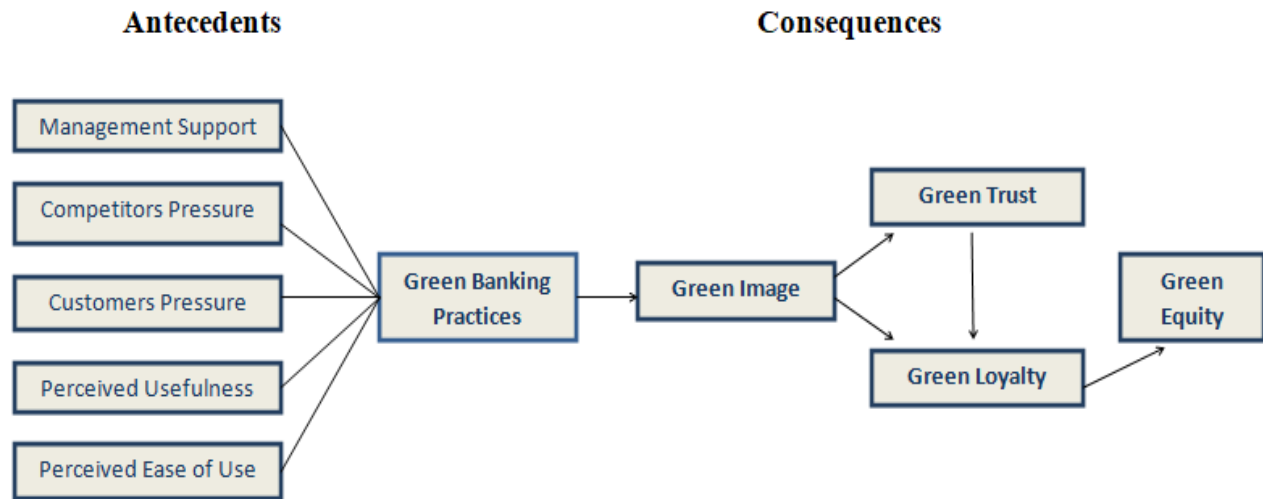 Antecedents
Consequences
Management Support
Competitors Pressure
Customers Pressure
Perceived Usefulness
Perceived Ease of Use
Green Banking
Practices
Green Image
Green Trust
Green Loyalty
Green
Equity